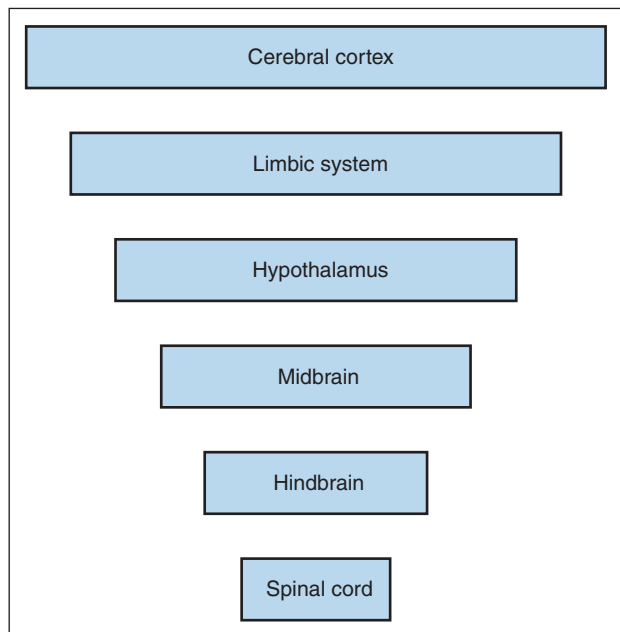 Cerebral cortex
Limbic system
Hypothalamus
Midbrain
Hindbrain
Spinal cord